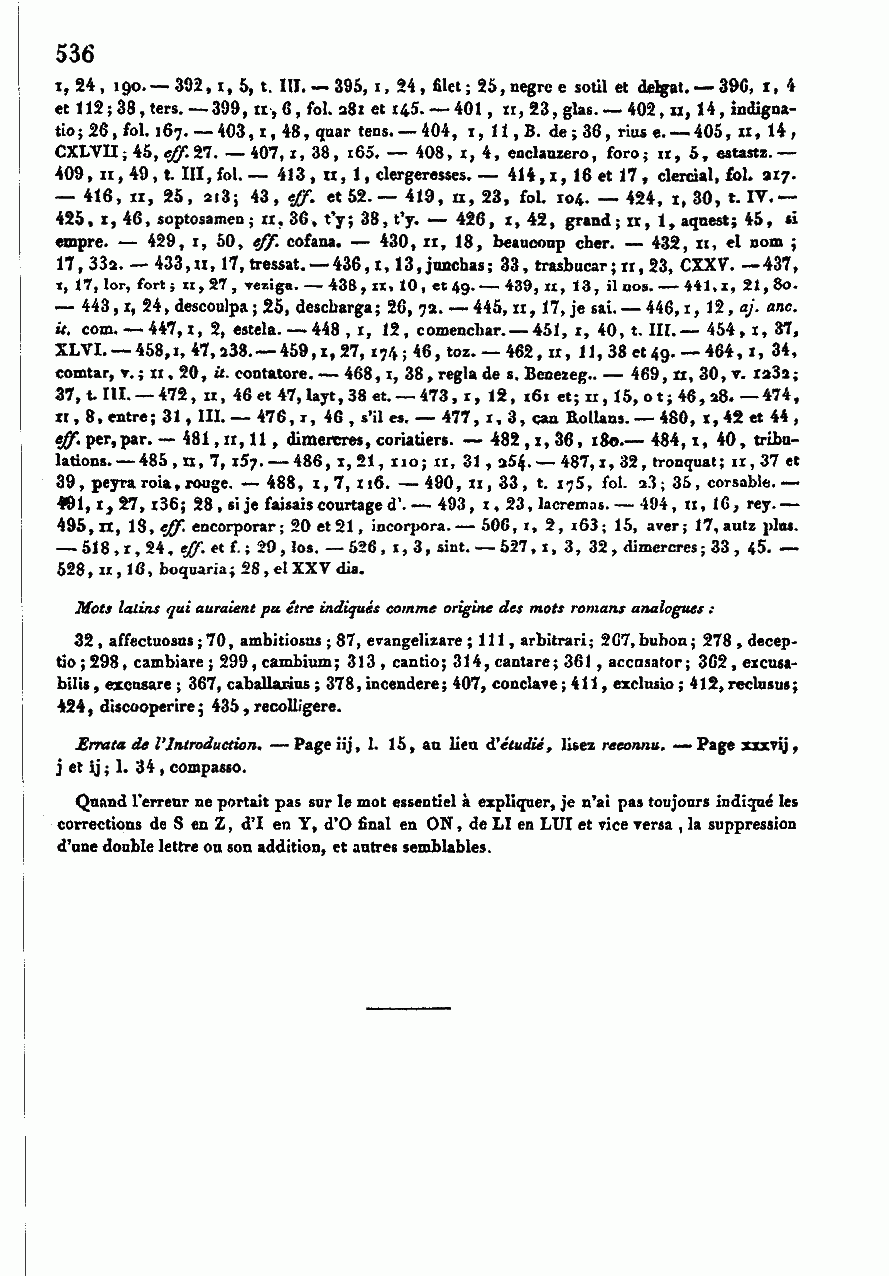 536
I, 24, 190. — 392, I, 5, t. III. — 395, I, 24, filet; 25, negre e sotil et delgat. — 396, I, 4
et 112; 38, ters. — 399, II, 6, fol. 281 et 145. — 401, II, 23, glas. — 402, II, 14, indigna-
tio; 26, fol. 167. — 403, I, 48, quar tens. — 404, I, 11, B. de; 36, rius e. — 405, II, 14,
CXLVII; 45, eff. 27. — 407, I, 38, 165. — 408, I, 4, enclauzero, foro; II, 5, estastz. —
409, II, 49, t. III, fol. — 413, II, 1, clergeresses. — 414, I, 16 et 17, clercial, fol. 217.
— 416, II, 25, 213; 43, eff. et 52. — 419, II, 23, fol. 104. — 424, I, 30, t. IV. —
425, I, 46, soptosamen; II, 36, t'y; 38, t'y. — 426, I, 42, grand; II, 1, aquest; 45, si
empre. — 429, I, 50, eff. cofana. — 430, II, 18, beaucoup cher. — 432, II, el nom ;
17, 332. — 433, II, 17, tressat. — 436, I, 13, junchas; 33, trasbucar; II, 23, CXXV. — 437,
I, 17, lor, fort; II, 27, veziga. — 438, II, 10, et 49. — 439, II, 13, il nos. — 441, I, 21, 80.
— 443, I, 24, descoulpa; 25, descharga; 26, 72. — 445, II, 17, je sai. — 446, I, 12, aj. anc.
it. com. — 447, I, 2, estela. — 448, I, 12, comenchar. — 451, I, 40, t. III. — 454, I, 37,
XLVI. — 458, I, 47, 238. — 459, I, 27, 174; 46, toz. — 462, II, 11, 38 et 49. — 464, I, 34,
comtar, v.; II, 20, it. contatore. — 468, I, 38, regla de s. Benezeg.. — 469, II, 30, v. 1232;
37, t. III. — 472, II, 46 et 47, layt, 38 et. — 473, I, 12, 161 et; II, 15, o t; 46, 28. — 474,
II, 8, entre; 31, III. — 476, I, 46, s'il es. — 477, I, 3, can Rollans. — 480, I, 42 et 44,
eff. per, par. — 481, II, 11, dimercres, coriatiers. — 482, I, 36, 180. — 484, I, 40, tribu-
lations. — 485, II, 7, 157. — 486, I, 21, 110; II, 31, 254. — 487, I, 32, tronquat; II, 37 et
39, peyra roia, rouge. — 488, I, 7, 116. — 490, II, 33, t. 175, fol. 23; 35, corsable. —
491, I, 27, 136; 28, si je faisais courtage d'. — 493, I, 23, lacremas. — 494, II, 16, rey. —
495, II, 18, eff. encorporar; 20 et 21, incorpora. — 506, I, 2, 163; 15, aver; 17, autz plus.
— 518, I, 24, eff. et f.; 29, los. — 526, I, 3, sint. — 527, I, 3, 32, dimercres; 33, 45. —
528, II, 16, boquaria; 28, el XXV dia.
Mots latins qui auraient pu être indiqués comme origine des mots romans analogues :
32, affectuosus; 70, ambitiosus; 87, evangelizare; 111, arbitrari; 267, bubon; 278, decep-
tio; 298, cambiare; 299, cambium; 313, cantio; 314, cantare; 361, accusator; 362, excusa-
bilis, excusare; 367, caballarius; 378, incendere; 407, conclave; 411, exclusio; 412, reclusus;
424, discooperire; 435, recolligere.
Errata de l'Introduction. — Page iij, l. 15, au lieu d'étudié, lisez reconnu. — Page xxxvij,
j et ij; l. 34, compasso.
Quand l'erreur ne portait pas sur le mot essentiel à expliquer, je n'ai pas toujours indiqué les
corrections de S en Z, d'I en Y, d'O final en ON, de LI en LUI et vice versa, la suppression
d'une double lettre ou son addition, et autres semblables.